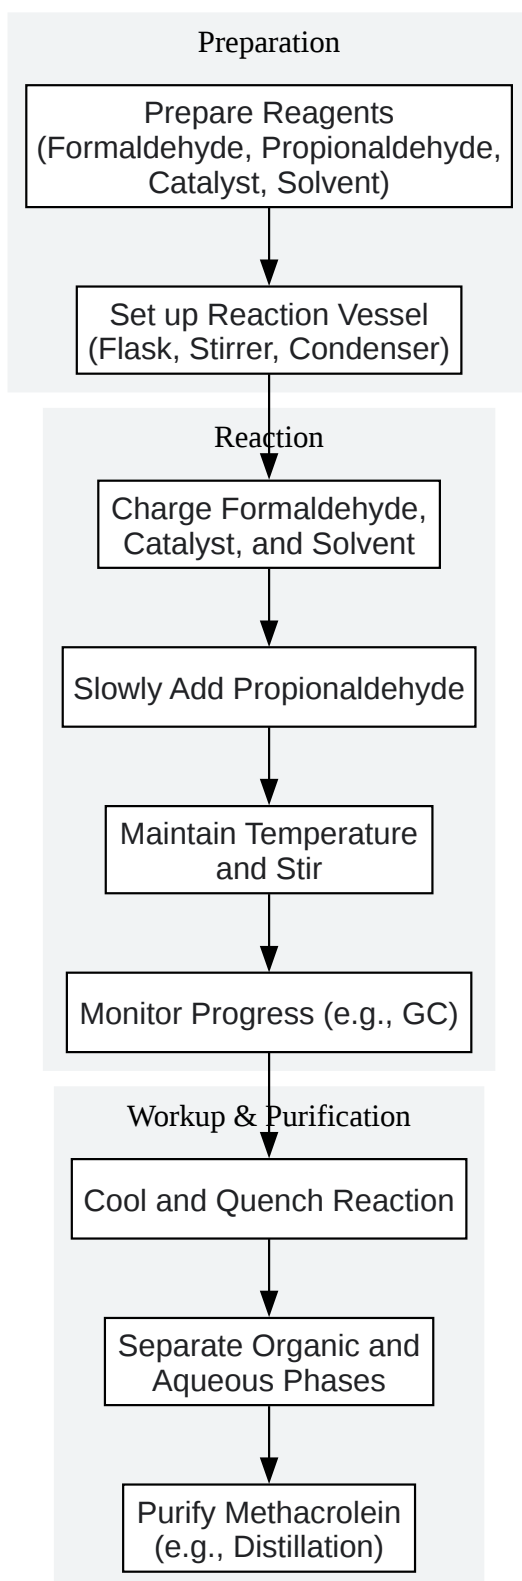 Preparation
Prepare Reagents
(Formaldehyde, Propionaldehyde,
Catalyst, Solvent)
Set up Reaction Vessel
(Flask, Stirrer, Condenser)
Reaction
Charge Formaldehyde,
Catalyst, and Solvent
Slowly Add Propionaldehyde
Maintain Temperature
and Stir
Monitor Progress (e.g., GC)
Workup & Purification
Cool and Quench Reaction
Separate Organic and
Aqueous Phases
Purify Methacrolein
(e.g., Distillation)